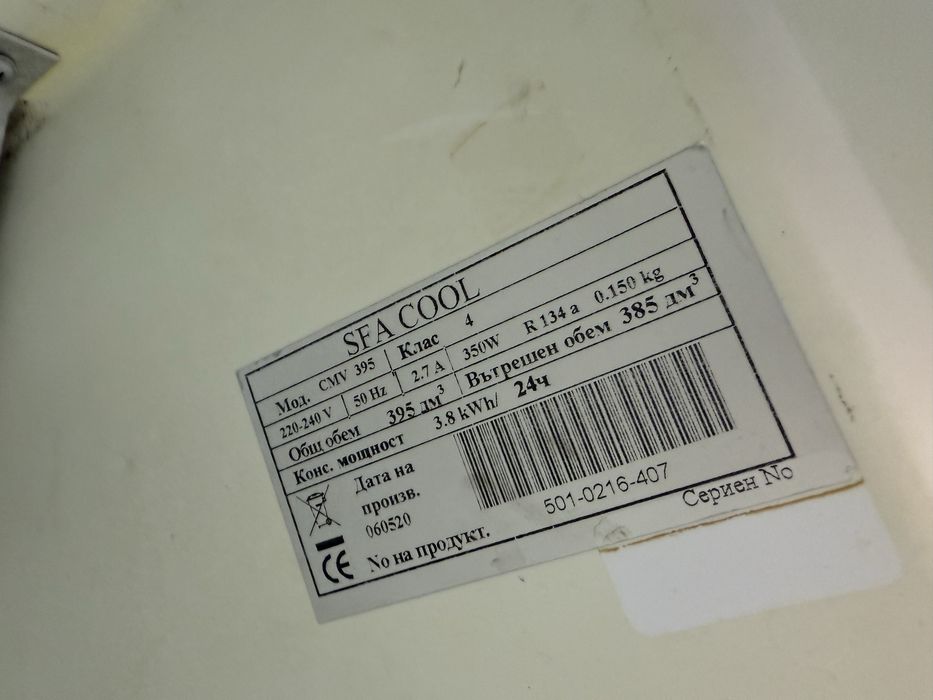 SFA COOL
Мод. CMV 395 Клас 4
220-240 V 50 Hz 2.7 A 350W R 134 a 0.150 kg
Общ обем 395 дм³ Вътрешен обем 385 дм³
Конс. мощност 3.8 kWh/ 24ч
Дата на
произв.
060520
501-0216-407
CE No на продукт. Сериен No